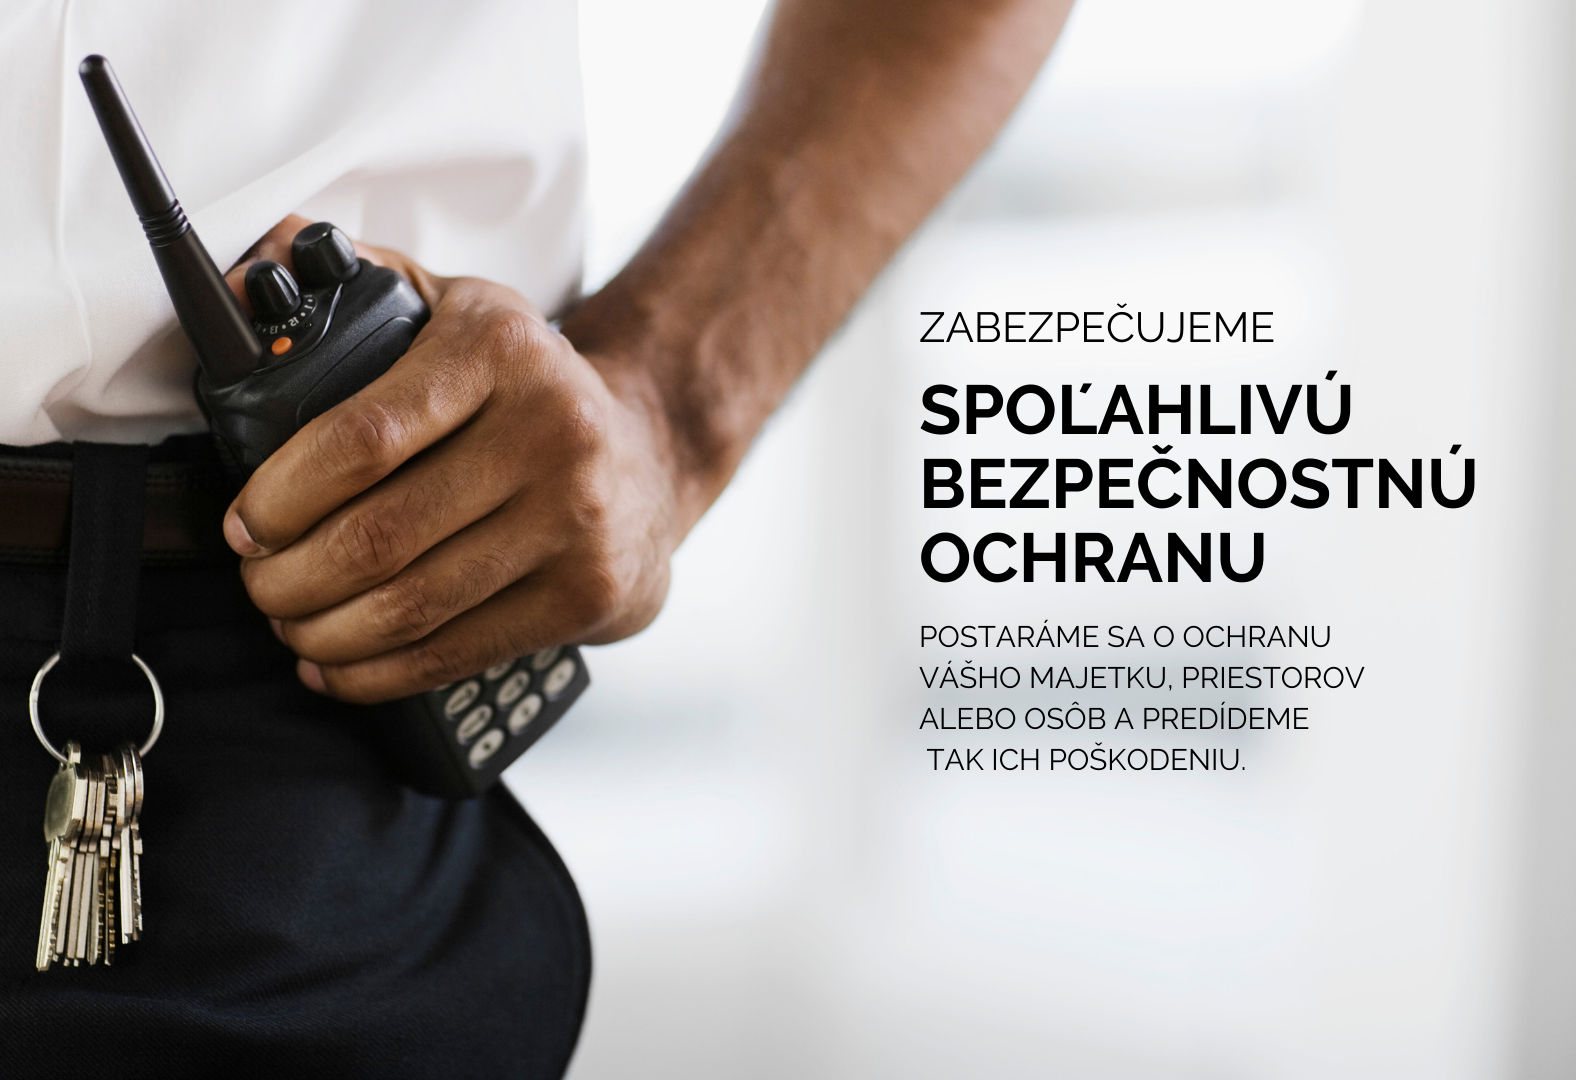 ZABEZPEČUJEME
SPOĽAHLIVÚ
BEZPEČNOSTNÚ
OCHRANU
POSTARÁME SA O OCHRANU
VÁŠHO MAJETKU, PRIESTOROV
ALEBO OSÔB A PREDÍDEME
TAK ICH POŠKODENIU.